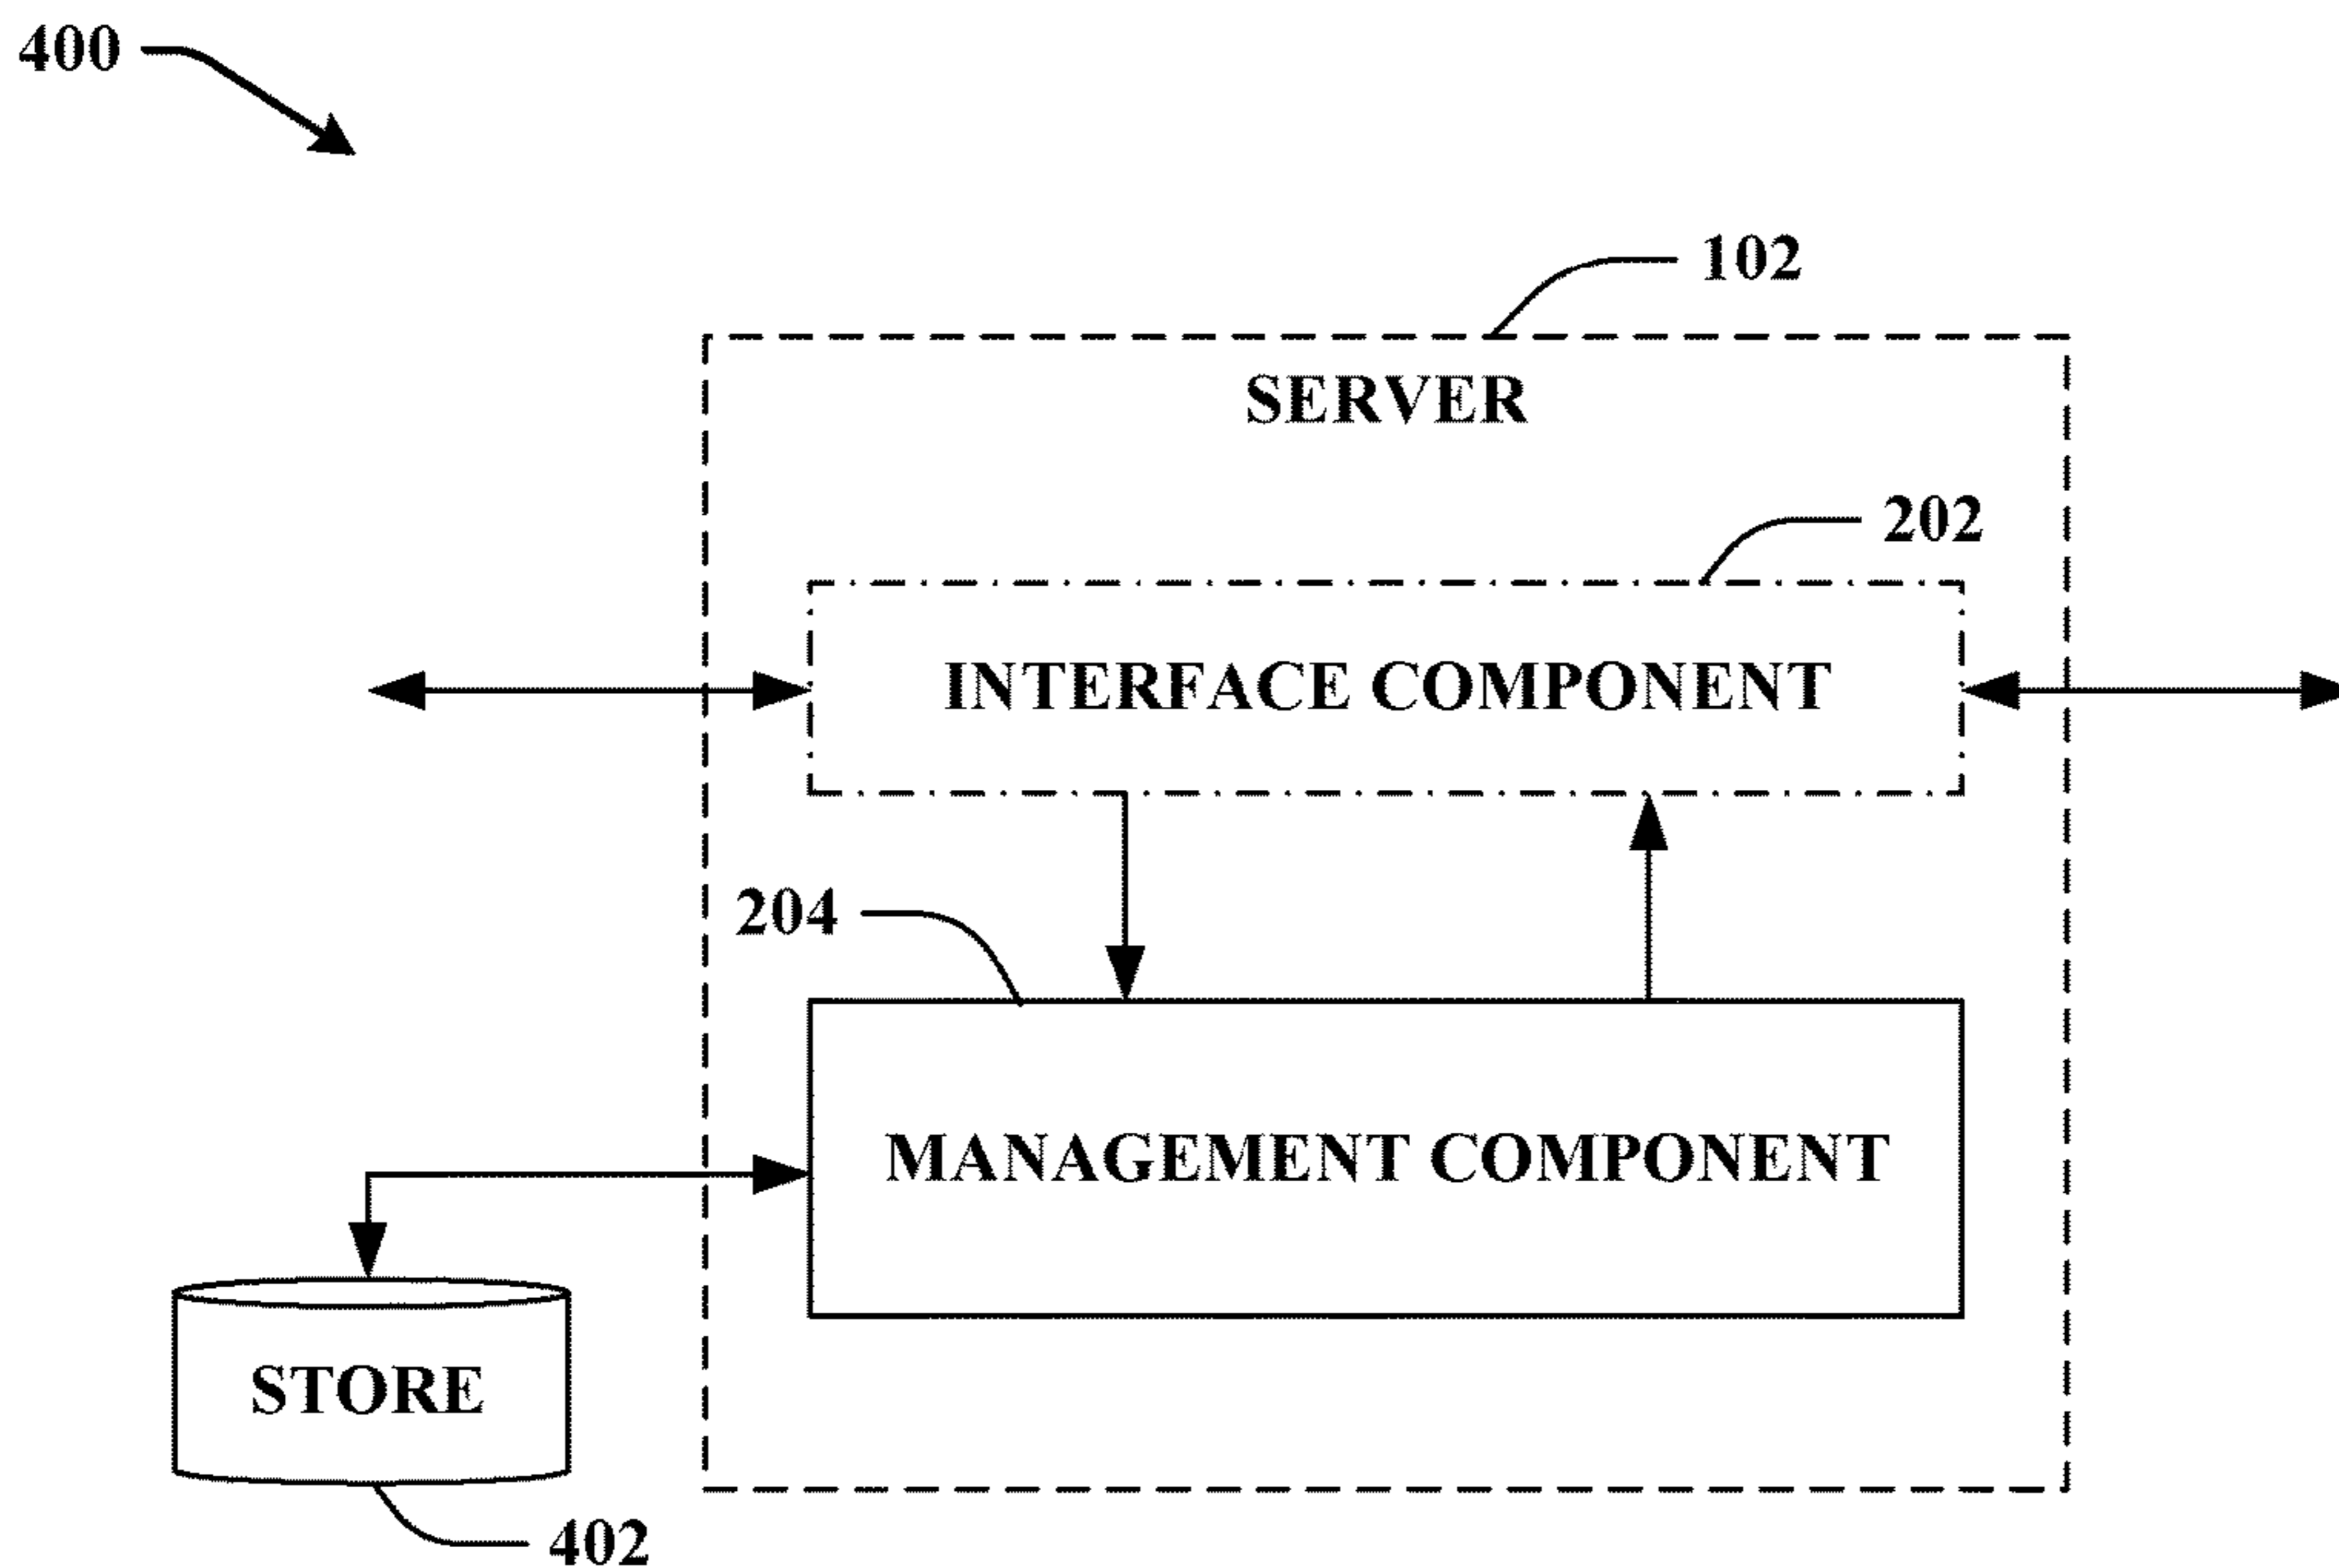 400
102
SERVER
202
INTERFACE COMPONENT
204
MANAGEMENT COMPONENT
STORE
402